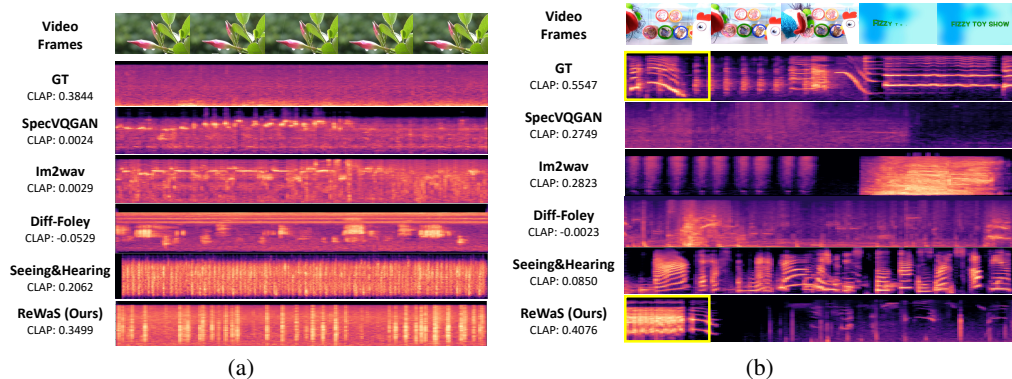 Video
Frames
GT
CLAP: 0.3844
SpecVQGAN
CLAP: 0.0024
Im2wav
CLAP: 0.0029
Diff-Foley
CLAP: -0.0529
Seeing&Hearing
CLAP: 0.2062
ReWaS (Ours)
CLAP: 0.3499
(a)
Video
Frames
FIZZY TOY SHOW
GT
CLAP: 0.5547
SpecVQGAN
CLAP: 0.2749
Im2wav
CLAP: 0.2823
Diff-Foley
CLAP: -0.0023
Seeing&Hearing
CLAP: 0.0850
ReWaS (Ours)
CLAP: 0.4076
(b)